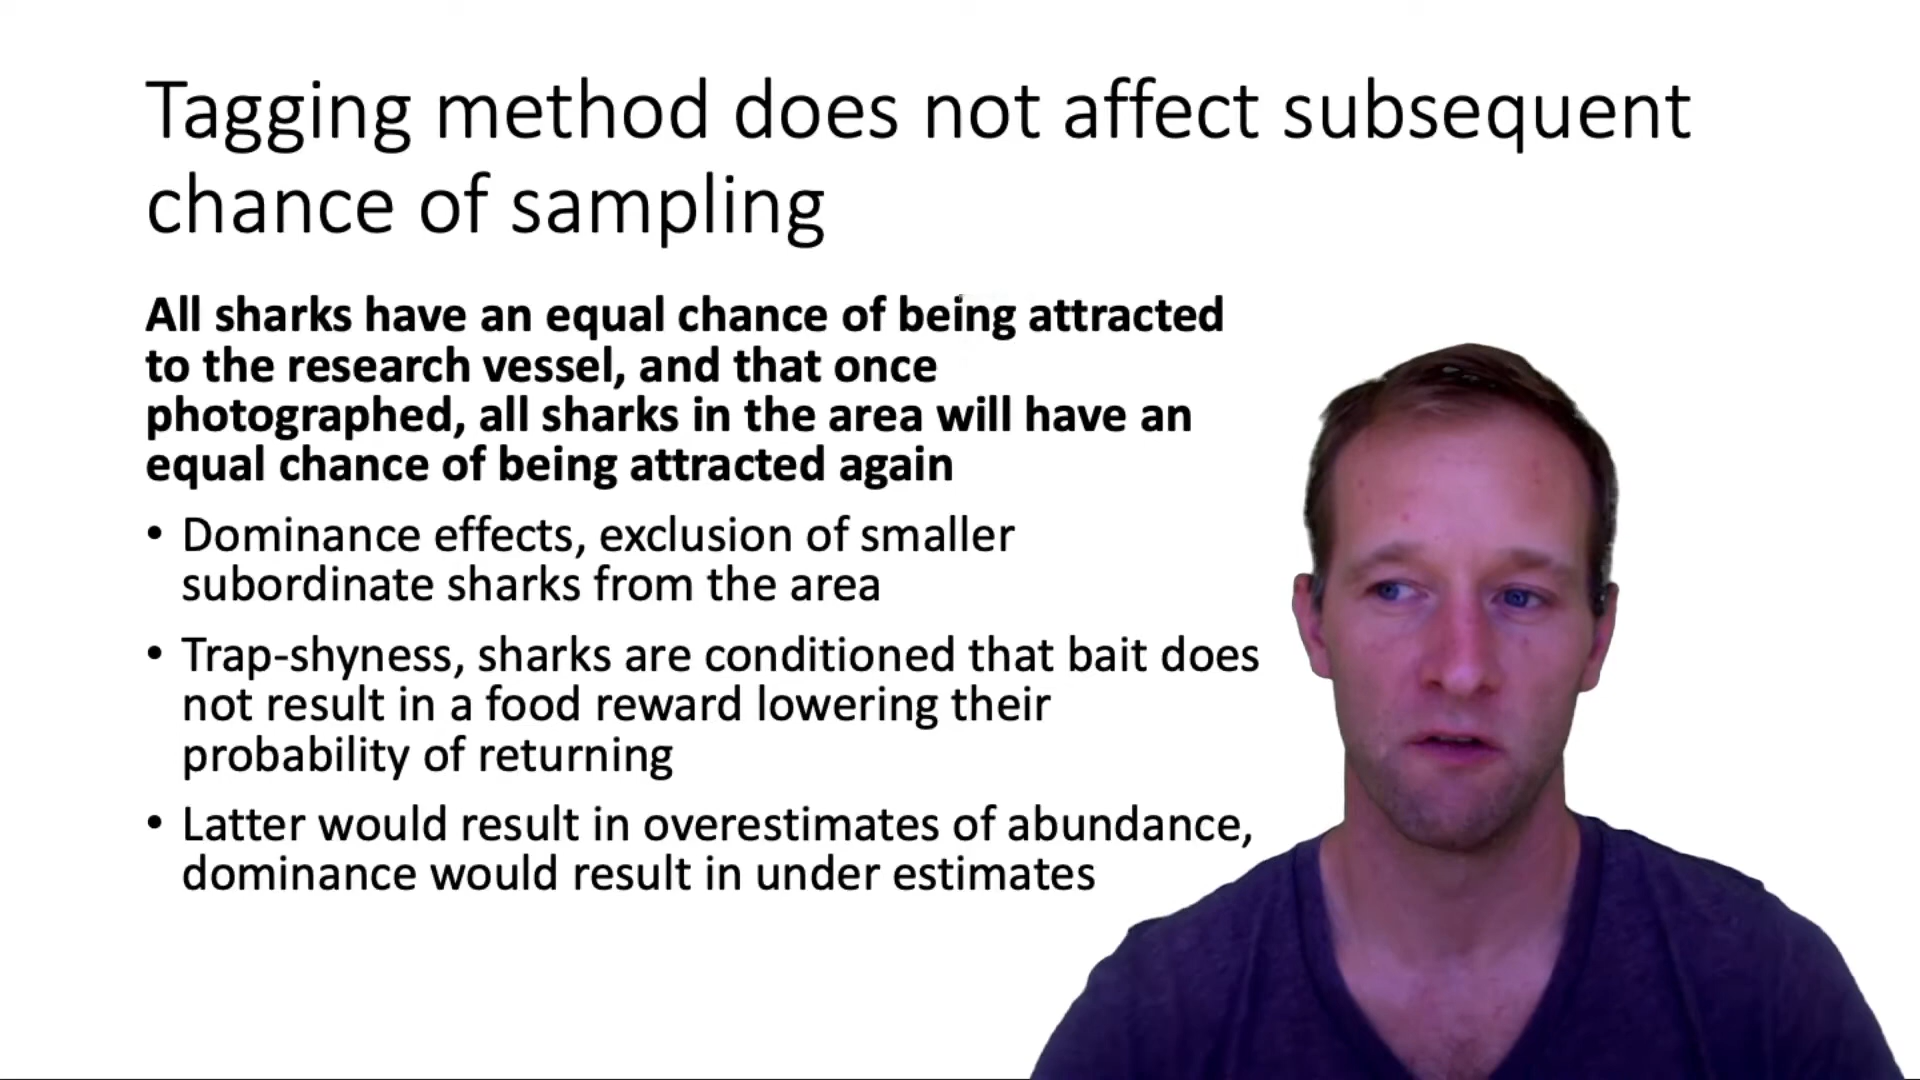 Tagging method does not affect subsequent
chance of sampling
All sharks have an equal chance of being attracted
to the research vessel, and that once
photographed, all sharks in the area will have an
equal chance of being attracted again
• Dominance effects, exclusion of smaller
subordinate sharks from the area
• Trap-shyness, sharks are conditioned that bait does
not result in a food reward lowering their
probability of returning
• Latter would result in overestimates of abundance,
dominance would result in under estimates